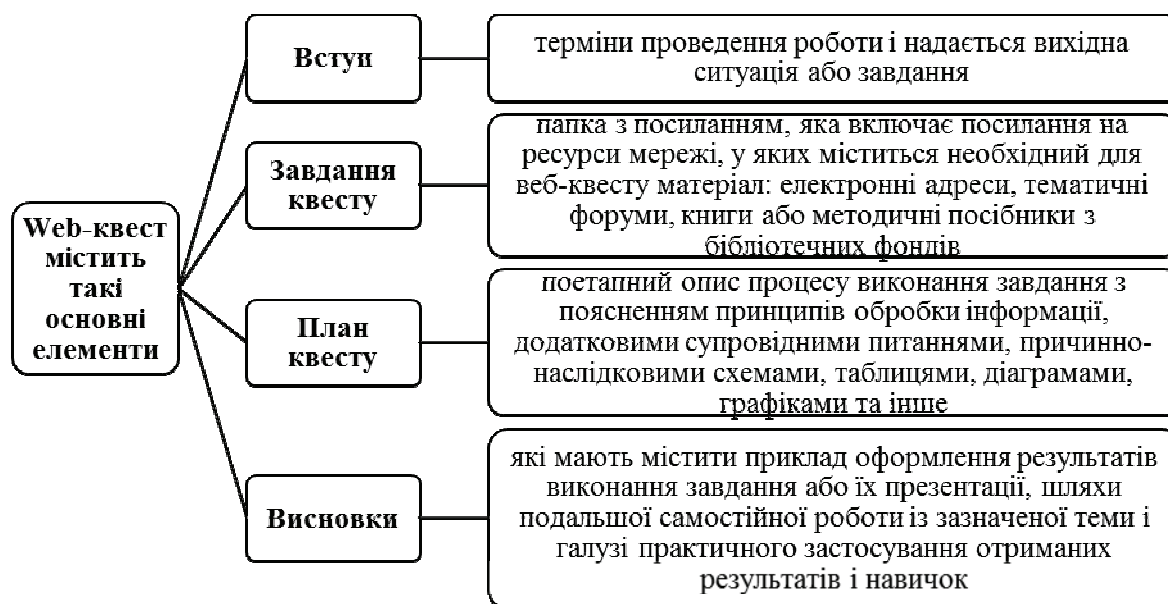 Web-квест
містить
такі
основні
елементи
Вступ
терміни проведення роботи і надається вихідна
ситуація або завдання
Завдання
квесту
папка з посиланням, яка включає посилання на
ресурси мережі, у яких міститься необхідний для
веб-квесту матеріал: електронні адреси, тематичні
форуми, книги або методичні посібники з
бібліотечних фондів
План
квесту
поетапний опис процесу виконання завдання з
поясненням принципів обробки інформації,
додатковими супровідними питаннями, причинно-
наслідковими схемами, таблицями, діаграмами,
графіками та інше
Висновки
які мають містити приклад оформлення результатів
виконання завдання або їх презентації, шляхи
подальшої самостійної роботи із зазначеної теми і
галузі практичного застосування отриманих
результатів і навичок